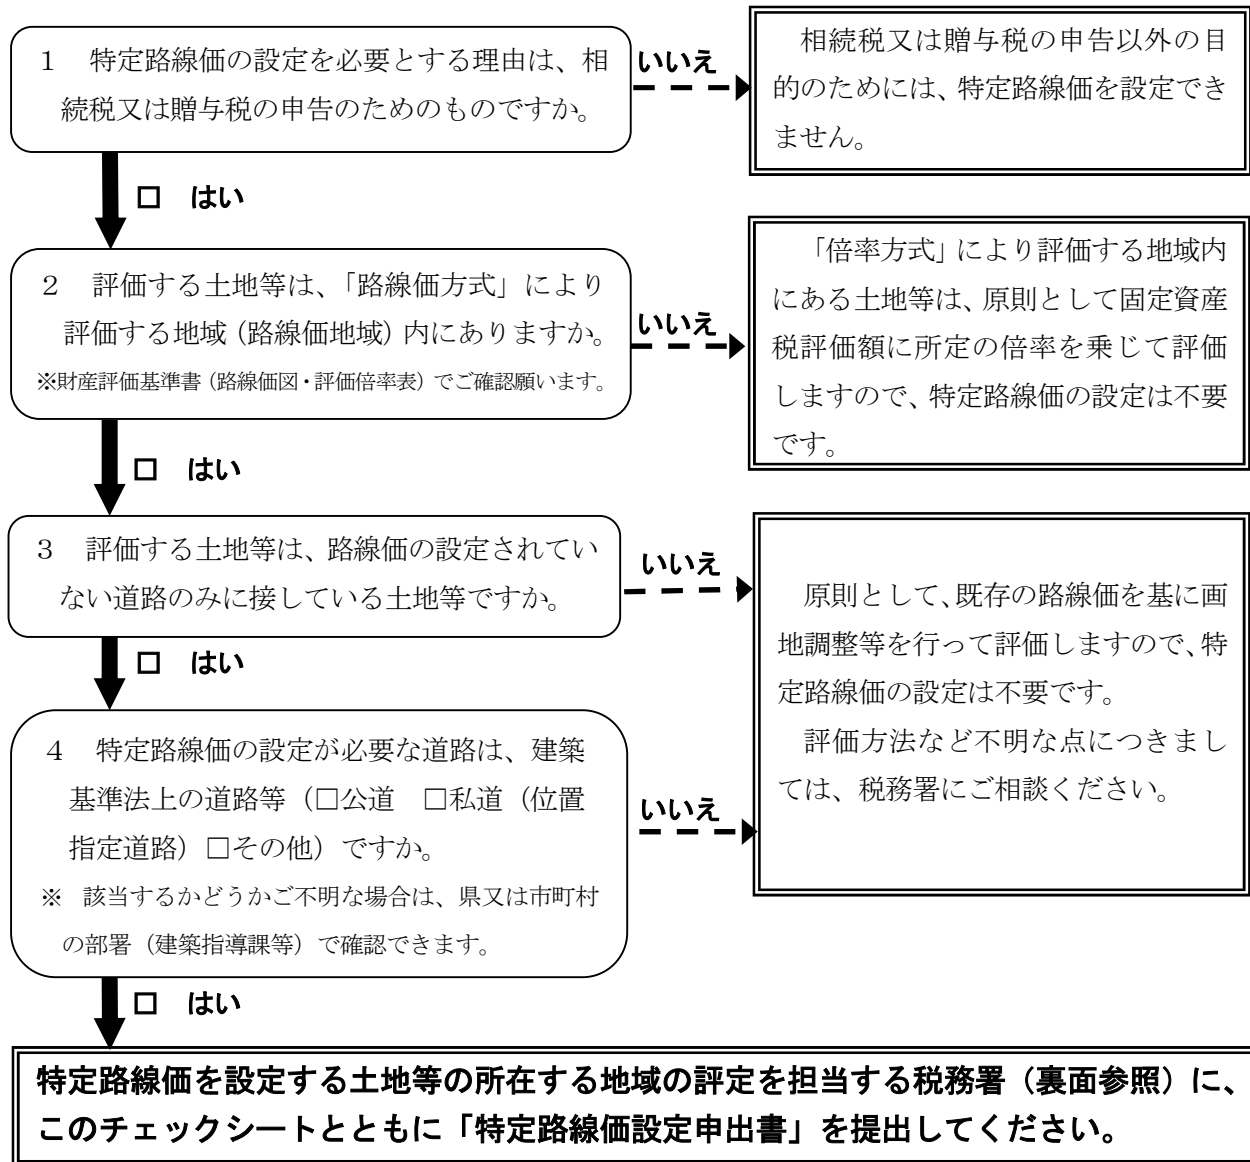 1　特定路線価の設定を必要とする理由は、相
続税又は贈与税の申告のためのものですか。
いいえ
相続税又は贈与税の申告以外の目
的のためには、特定路線価を設定でき
ません。
□　はい
2　評価する土地等は、「路線価方式」により
評価する地域（路線価地域）内にありますか。
※財産評価基準書（路線価図・評価倍率表）でご確認願います。
いいえ
「倍率方式」により評価する地域内
にある土地等は、原則として固定資産
税評価額に所定の倍率を乗じて評価
しますので、特定路線価の設定は不要
です。
□　はい
3　評価する土地等は、路線価の設定されてい
ない道路のみに接している土地等ですか。
いいえ
原則として、既存の路線価を基に画
地調整等を行って評価しますので、特
定路線価の設定は不要です。
評価方法など不明な点につきまし
ては、税務署にご相談ください。
□　はい
4　特定路線価の設定が必要な道路は、建築
基準法上の道路等（□公道　□私道（位置
指定道路）□その他）ですか。
※　該当するかどうかご不明な場合は、県又は市町村
の部署（建築指導課等）で確認できます。
いいえ
□　はい
特定路線価を設定する土地等の所在する地域の評定を担当する税務署（裏面参照）に、
このチェックシートとともに「特定路線価設定申出書」を提出してください。